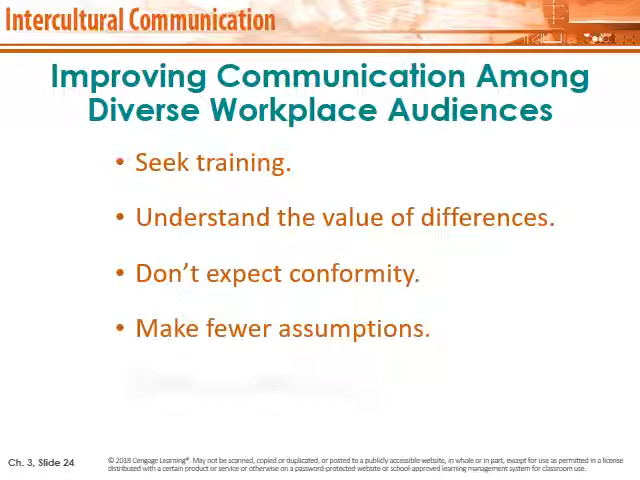 Intercultural Communication
Improving Communication Among
Diverse Workplace Audiences
• Seek training.
• Understand the value of differences.
• Don't expect conformity.
• Make fewer assumptions.
Ch. 3, Slide 24
© 2018 Cengage Learning®. May not be scanned, copied or duplicated, or posted to a publicly accessible website, in whole or in part, except for use as permitted in a license
distributed with a certain product or service or otherwise on a password-protected website or school-approved learning management system for classroom use.